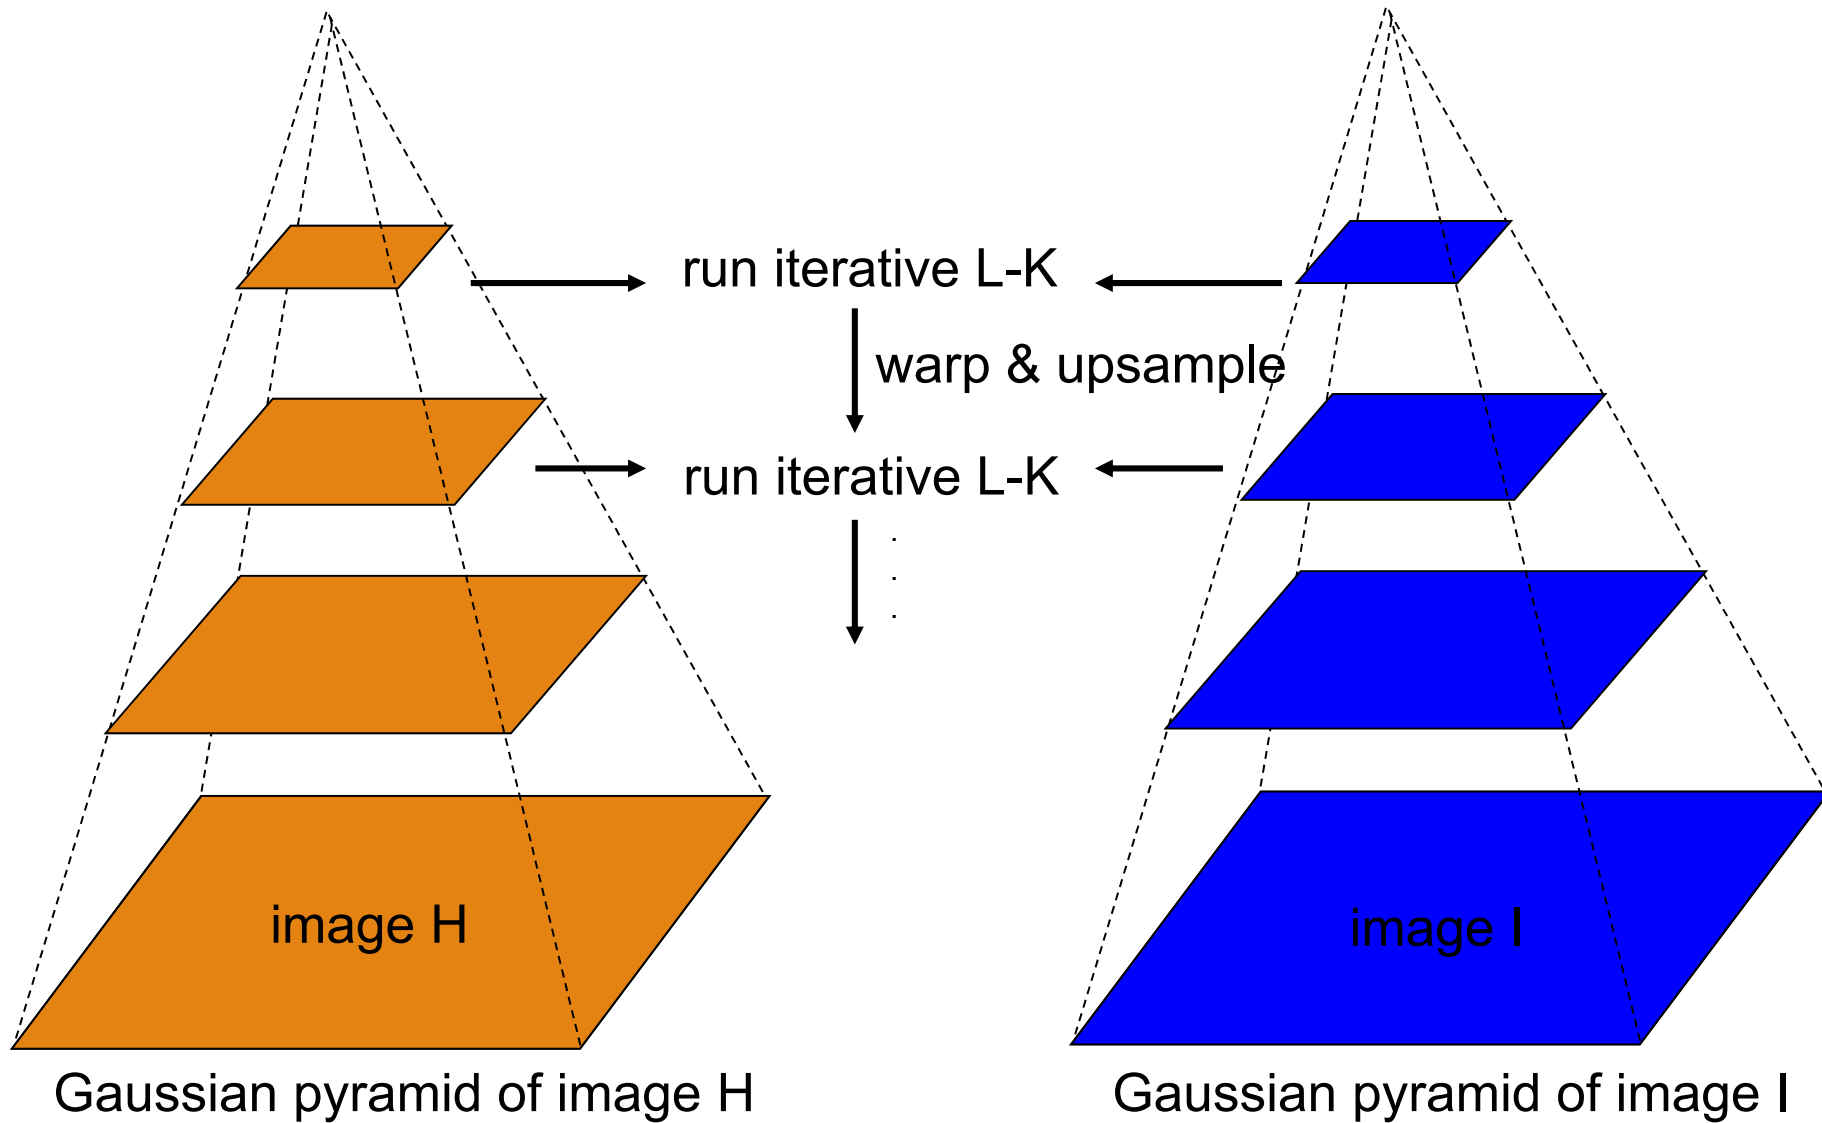 run iterative L-K
warp & upsample
run iterative L-K
.
.
.
image H
image I
Gaussian pyramid of image H
Gaussian pyramid of image I